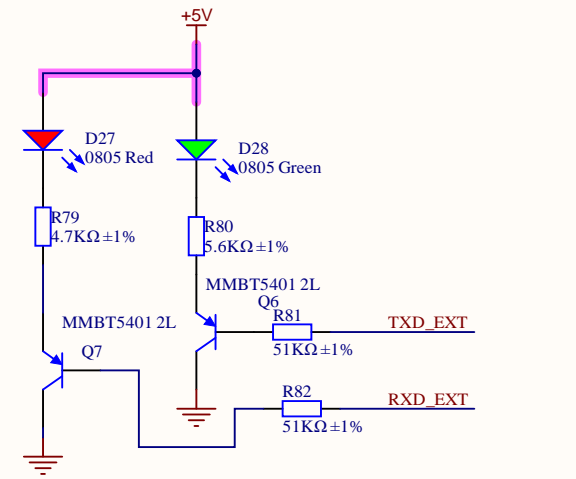 +5V
D27
0805 Red
D28
0805 Green
R79
4.7KΩ±1%
R80
5.6KΩ±1%
MMBT5401 2L
Q6
R81
TXD_EXT
51KΩ±1%
MMBT5401 2L
Q7
R82
RXD_EXT
51KΩ±1%